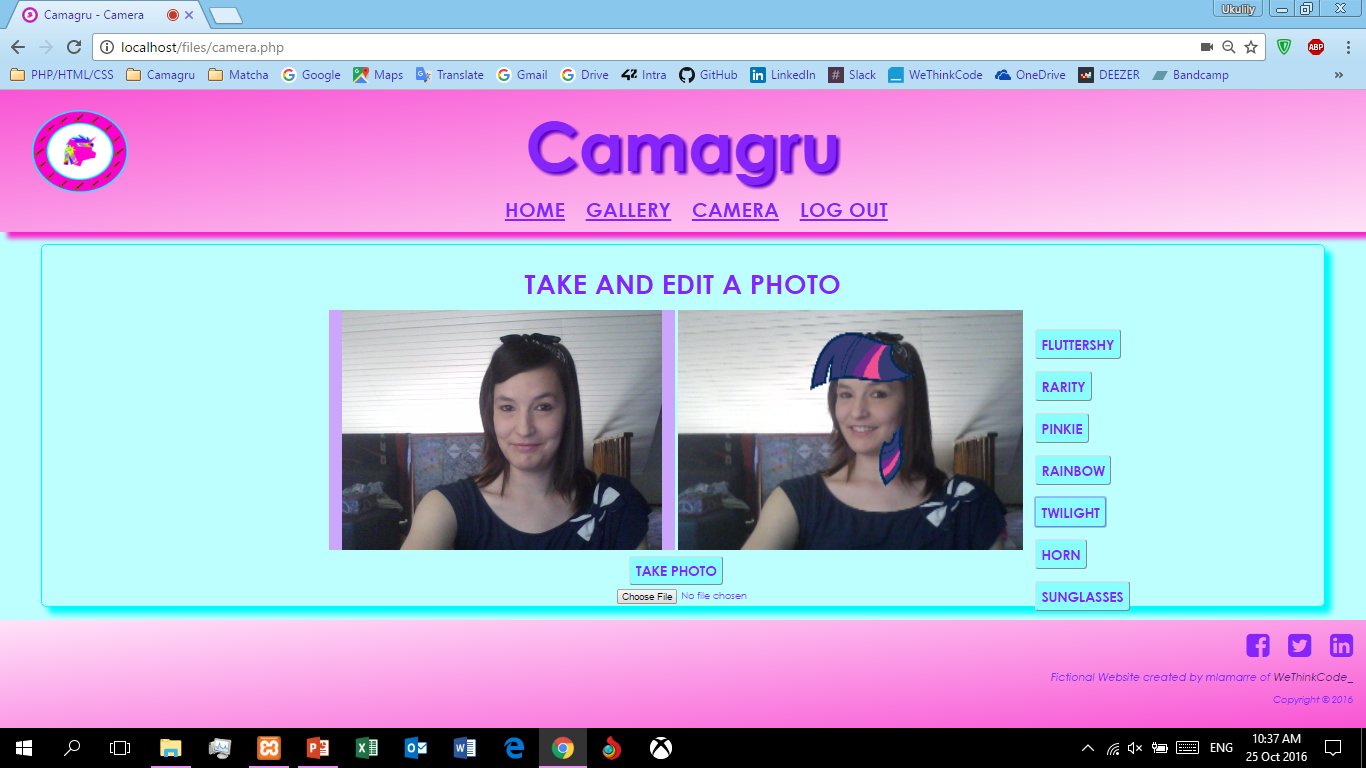 Camagru - Camera
Ukulily
localhost/files/camera.php
ABP
PHP/HTML/CSS Camagru Matcha Google Maps Translate Gmail Drive 42 Intra GitHub LinkedIn Slack WeThinkCode OneDrive DEEZER Bandcamp »
Camagru
HOME GALLERY CAMERA LOG OUT
TAKE AND EDIT A PHOTO
FLUTTERSHY
RARITY
PINKIE
RAINBOW
TWILIGHT
HORN
SUNGLASSES
TAKE PHOTO
Choose File No file chosen
Fictional Website created by mlamarre of WeThinkCode_
Copyright © 2016
ENG
10:37 AM
25 Oct 2016